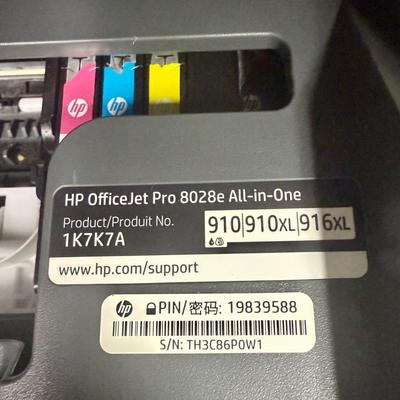 hp hp hp
HP OfficeJet Pro 8028e All-in-One
Product/Produit No. 910|910XL|916XL
1K7K7A
www.hp.com/support
hp PIN/密码: 19839588
S/N: TH3C86P0W1